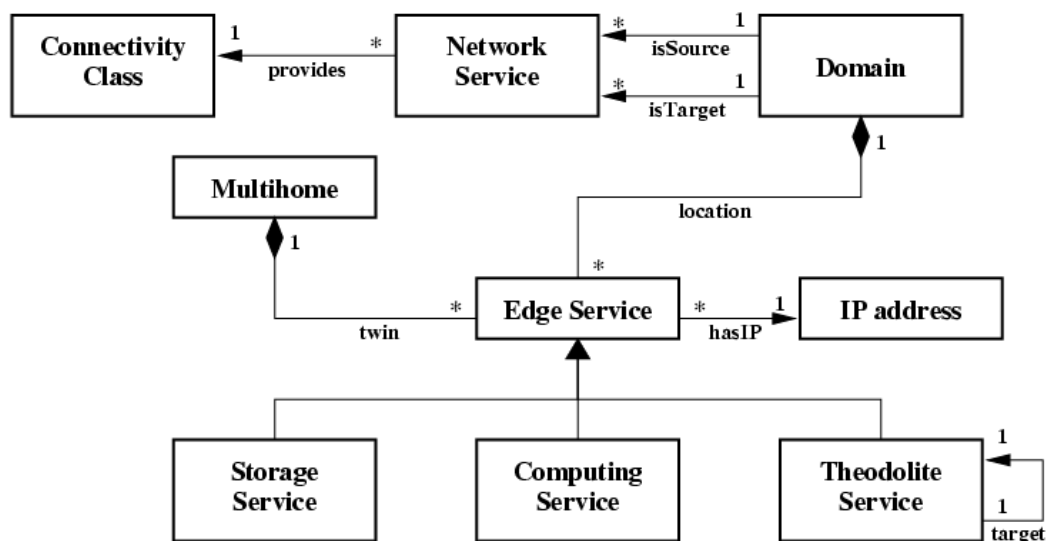 Connectivity
Class
1
*
provides
Network
Service
*
1
isSource
*
1
isTarget
Domain
1
Multihome
1
location
*
*
twin
Edge Service
*
1
hasIP
IP address
Storage
Service
Computing
Service
Theodolite
Service
1
1
target